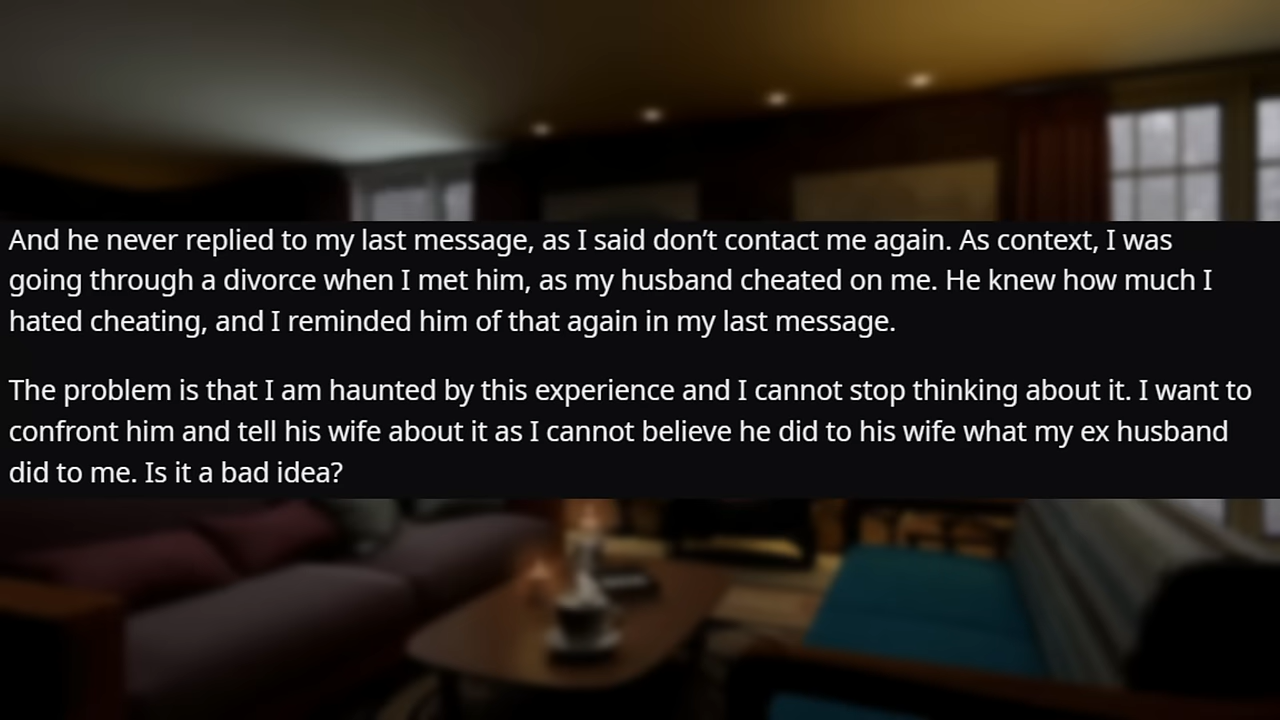 And he never replied to my last message, as I said don’t contact me again. As context, I was
going through a divorce when I met him, as my husband cheated on me. He knew how much I
hated cheating, and I reminded him of that again in my last message.
The problem is that I am haunted by this experience and I cannot stop thinking about it. I want to
confront him and tell his wife about it as I cannot believe he did to his wife what my ex husband
did to me. Is it a bad idea?